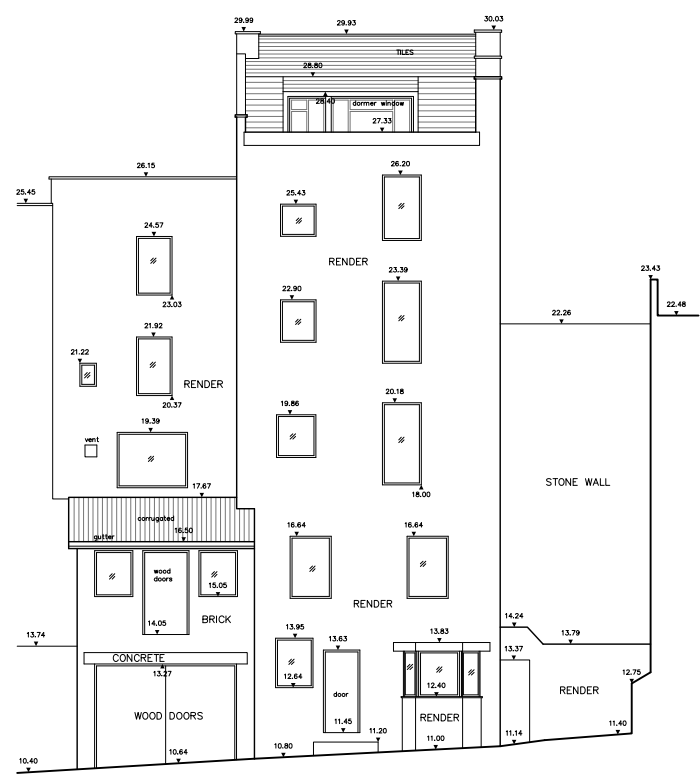 29.99
29.93
30.03
TILES
28.80
28.40
dormer window
27.33
26.15
26.20
25.45
25.43
24.57
RENDER
23.03
23.39
23.43
22.90
22.48
22.26
21.92
21.22
RENDER
20.37
20.18
19.86
19.39
vent
STONE WALL
18.00
17.67
corrugated
16.50
gutter
16.64
16.64
wood
doors
15.05
RENDER
BRICK
14.05
14.24
13.74
13.95
13.63
13.83
13.79
CONCRETE
13.27
13.37
12.64
12.40
12.75
door
RENDER
WOOD DOORS
RENDER
11.45
11.20
11.14
11.40
11.00
10.80
10.64
10.40